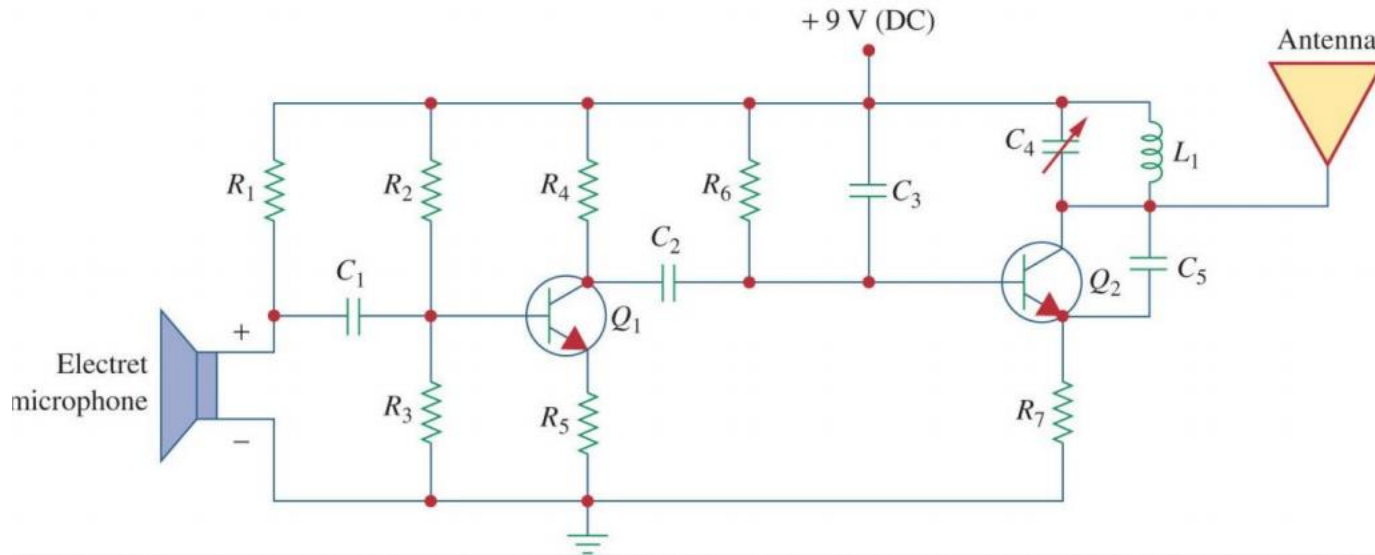 + 9 V (DC)
Antenna
R1
R2
R4
R6
C3
C4
L1
C1
C2
Q1
Q2
C5
+
Electret
microphone
−
R3
R5
R7